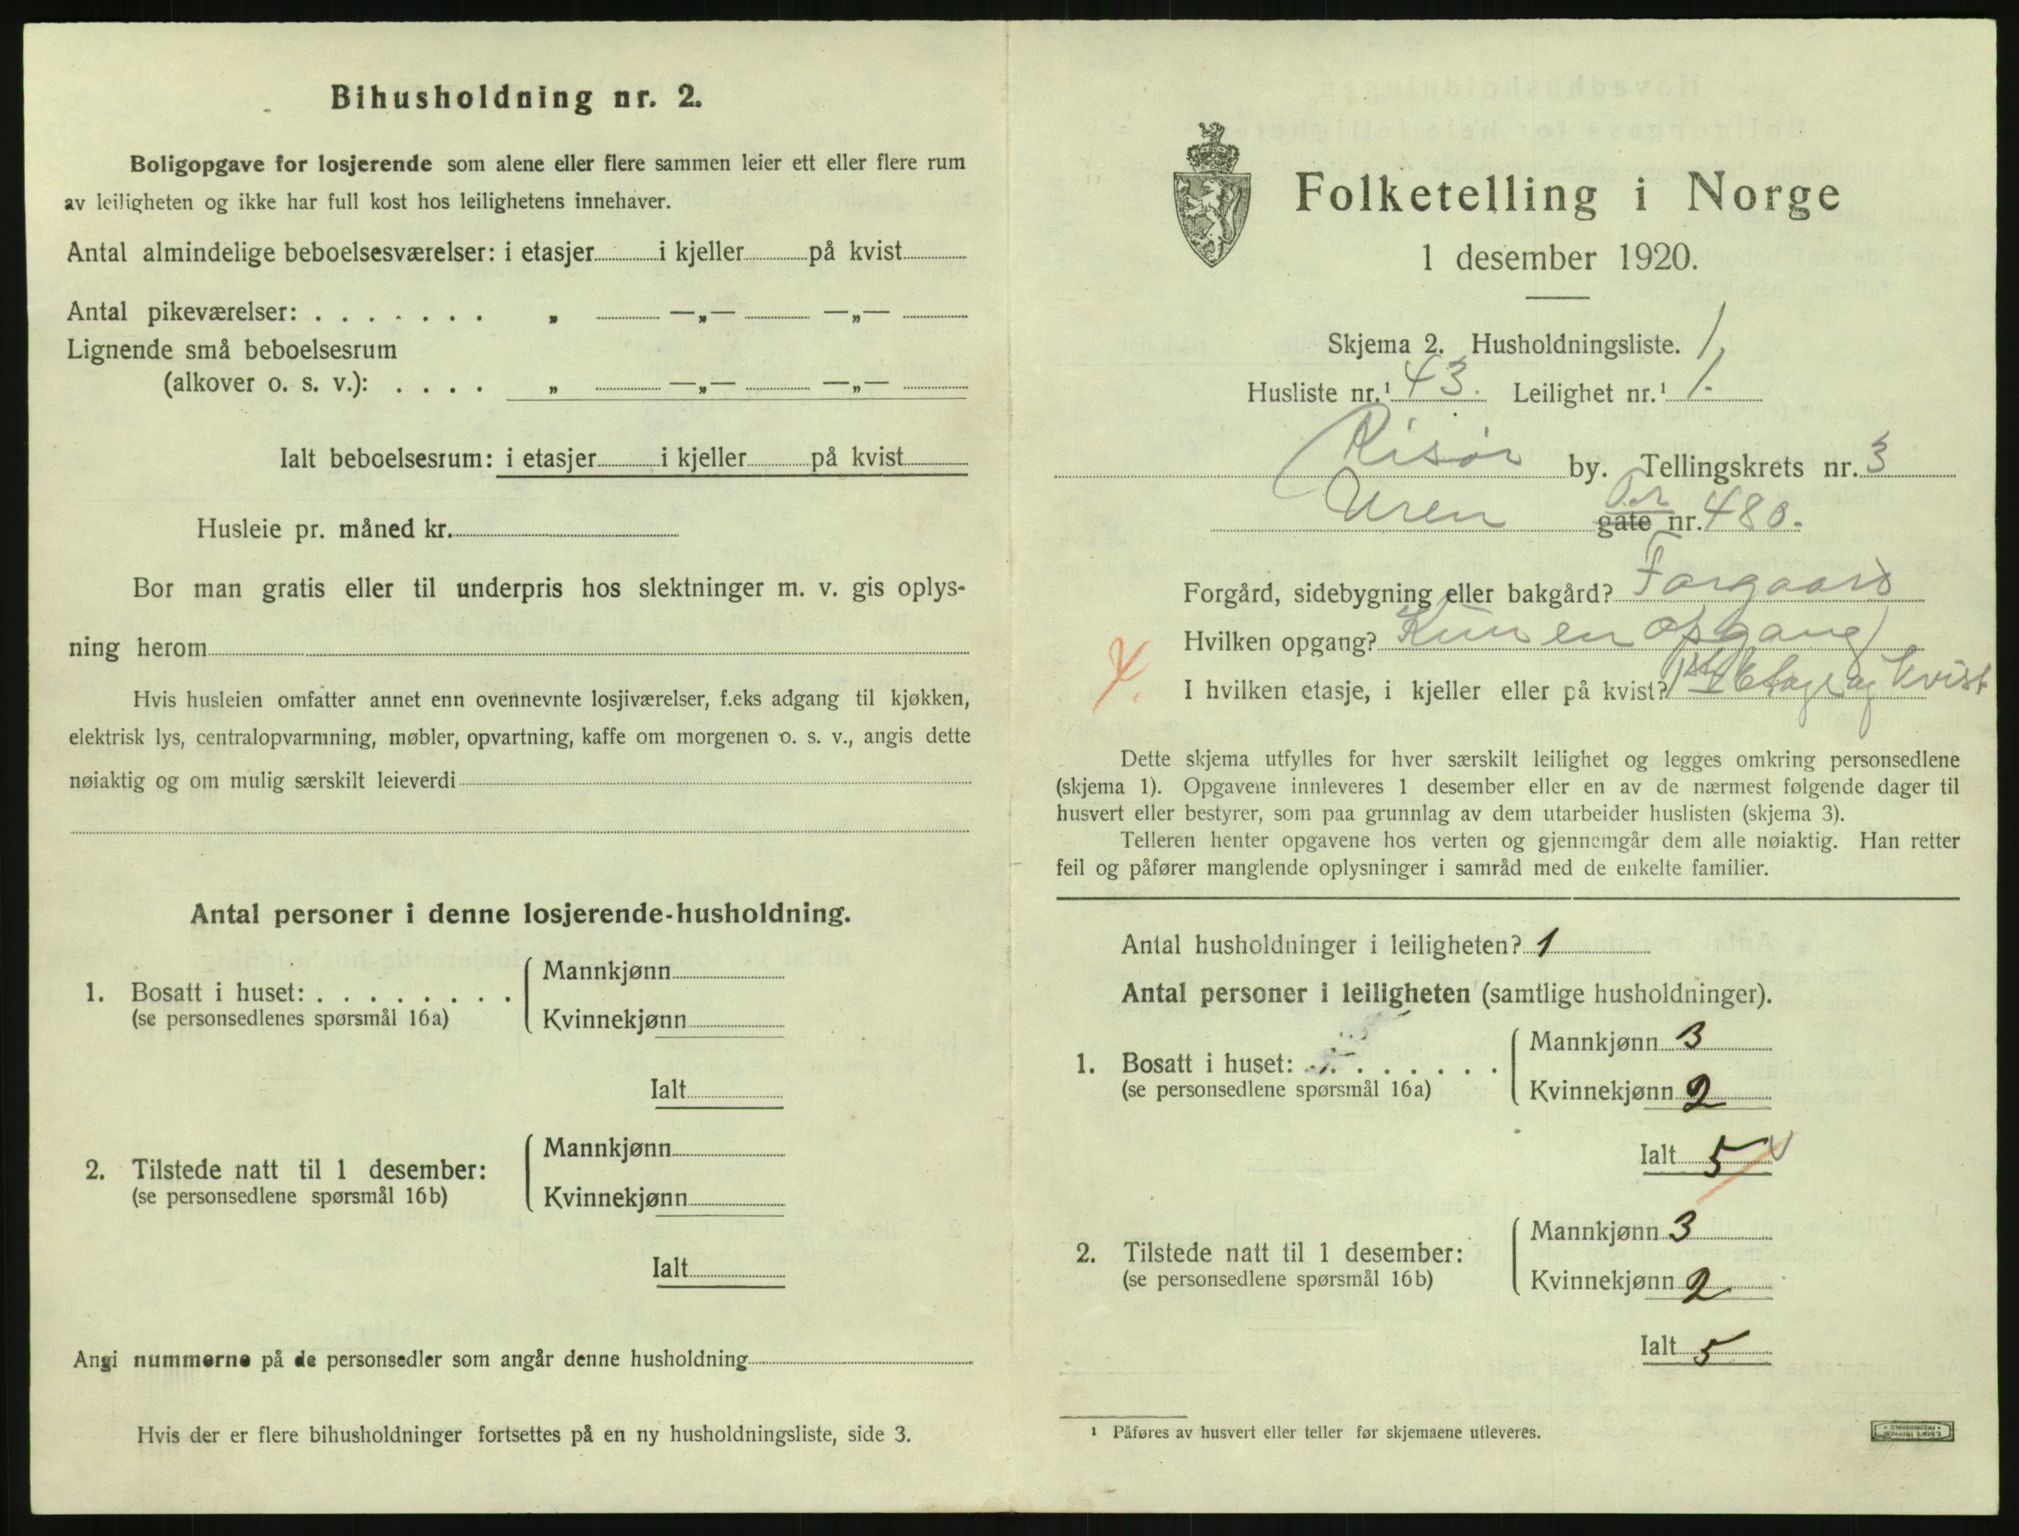 Bihusholdning nr. 2.
Boligopgave for losjerende som alene eller flere sammen leier ett eller flere rum
av leiligheten og ikke har full kost hos leilighetens innehaver.
Antal almindelige beboelsesværelser: i etasjer i kjeller på kvist
Antal pikeværelser: . . . . . . . „ —„— —„—
Lignende små beboelsesrum
(alkover o. s. v.): . . . . „ —„— —„—
Ialt beboelsesrum: i etasjer i kjeller på kvist
Husleie pr. måned kr.
Bor man gratis eller til underpris hos slektninger m. v. gis oplys-
ning herom
Hvis husleien omfatter annet enn ovennevnte losjiværelser, f.eks adgang til kjøkken,
elektrisk lys, centralopvarmning, møbler, opvartning, kaffe om morgenen o. s. v., angis dette
nøiaktig og om mulig særskilt leieverdi
Antal personer i denne losjerende-husholdning.
1. Bosatt i huset: . . . . . . . .
(se personsedlenes spørsmål 16a)
Mannkjønn
Kvinnekjønn
Ialt
2. Tilstede natt til 1 desember:
(se personsedlene spørsmål 16b)
Mannkjønn
Kvinnekjønn
Ialt
Angi nummerne på de personsedler som angår denne husholdning
Hvis der er flere bihusholdninger fortsettes på en ny husholdningsliste, side 3.
Folketelling i Norge
1 desember 1920.
Skjema 2. Husholdningsliste. 1.
Husliste nr.¹ 43. Leilighet nr.¹ 1.
Risør by. Tellingskrets nr. 3
Uren gate nr. 480.
Forgård, sidebygning eller bakgård? Forgaard
Hvilken opgang? Kun en opgang
I hvilken etasje, i kjeller eller på kvist? 1ste Etage og Kvist
Dette skjema utfylles for hver særskilt leilighet og legges omkring personsedlene
(skjema 1). Opgavene innleveres 1 desember eller en av de nærmest følgende dager til
husvert eller bestyrer, som paa grunnlag av dem utarbeider huslisten (skjema 3).
Telleren henter opgavene hos verten og gjennemgår dem alle nøiaktig. Han retter
feil og påfører manglende oplysninger i samråd med de enkelte familier.
Antal husholdninger i leiligheten? 1
Antal personer i leiligheten (samtlige husholdninger).
1. Bosatt i huset: . . . . . . . .
(se personsedlene spørsmål 16a)
Mannkjønn 3
Kvinnekjønn 2
Ialt 5
2. Tilstede natt til 1 desember:
(se personsedlene spørsmål 16b)
Mannkjønn 3
Kvinnekjønn 2
Ialt 5
¹ Påføres av husvert eller teller før skjemaene utleveres.